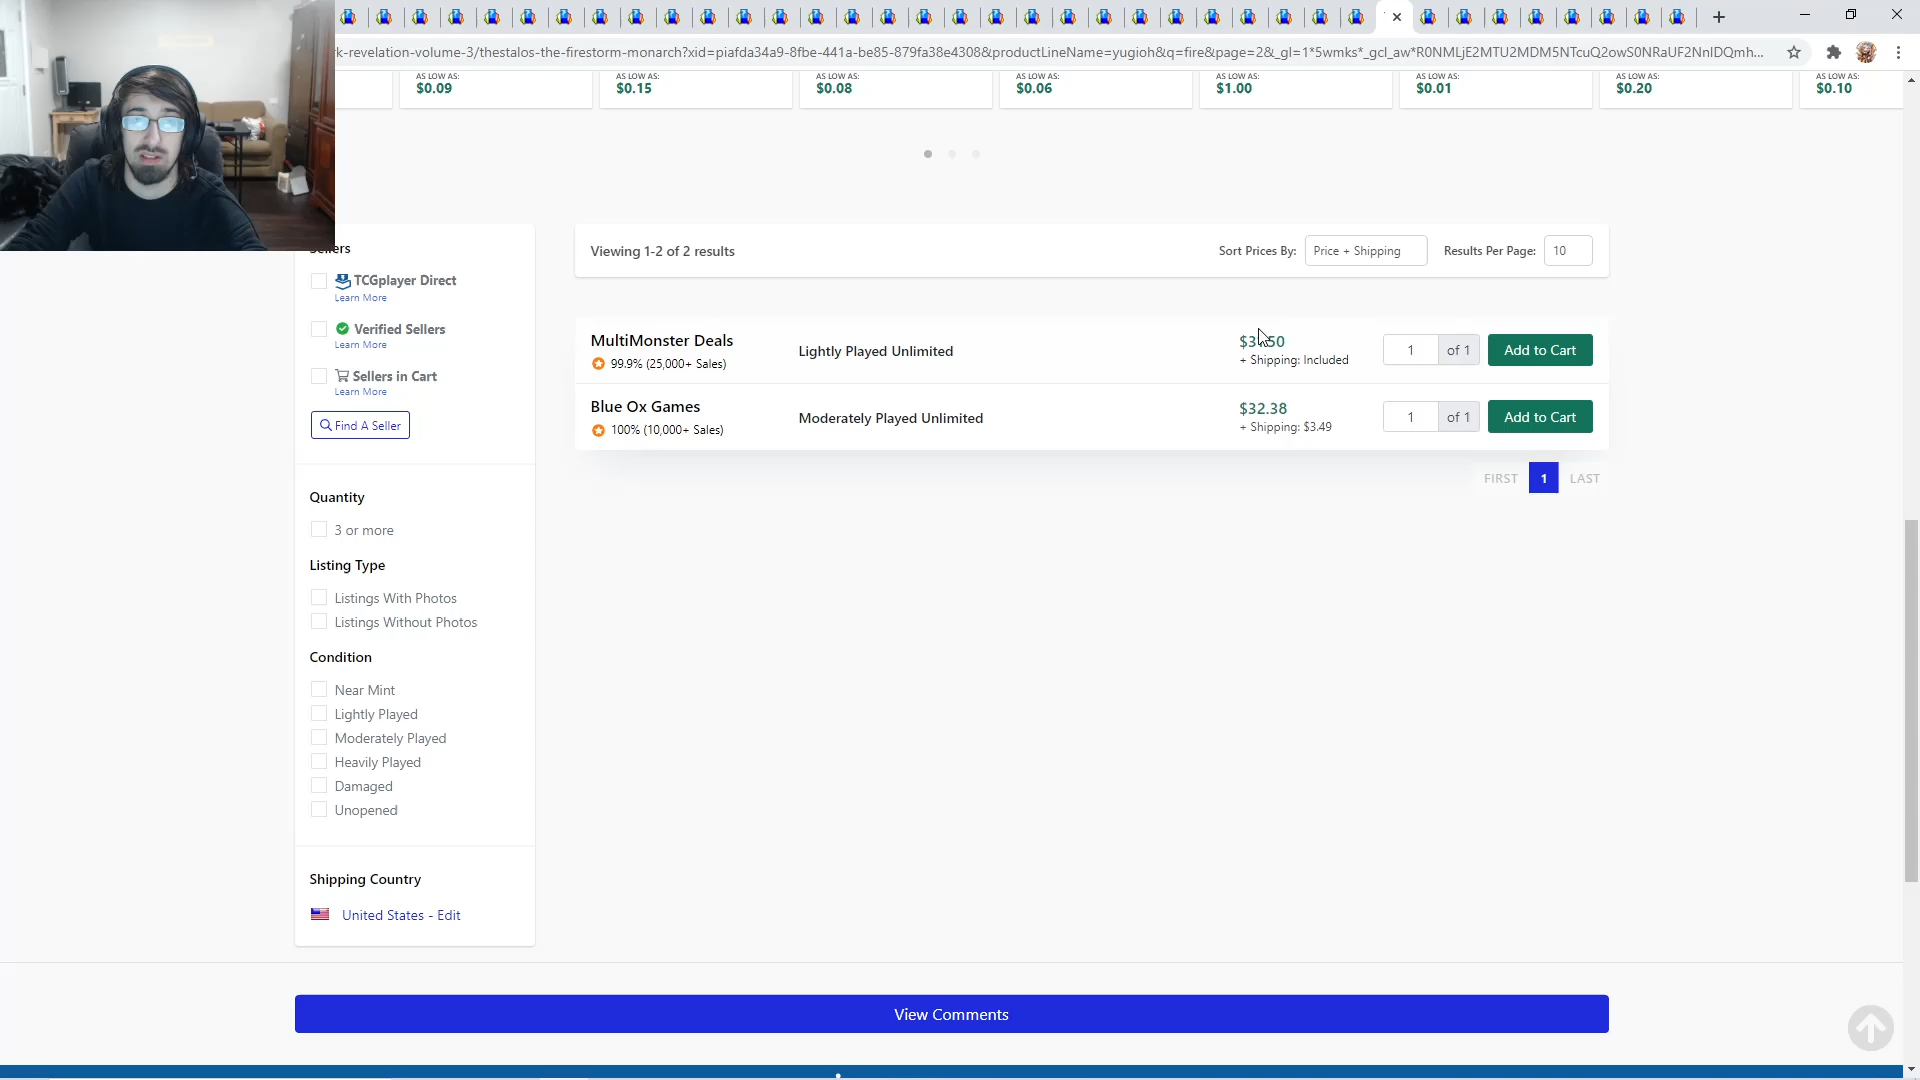 rk-revelation-volume-3/thestalos-the-firestorm-monarch?xid=piafda34a9-8fbe-441a-be85-879fa38e4308&productLineName=yugioh&q=fire&page=2&_gl=1*5wmks*_gcl_aw*R0NMLjE2MTU2MDM5NTcuQ2owS0NRaUF2NnlDQmh...
AS LOW AS: AS LOW AS: AS LOW AS: AS LOW AS: AS LOW AS: AS LOW AS: AS LOW AS: AS LOW AS:
$0.09 $0.15 $0.08 $0.06 $1.00 $0.01 $0.20 $0.10
Sellers
TCGplayer Direct
Learn More
Verified Sellers
Learn More
Sellers in Cart
Learn More
Find A Seller
Quantity
3 or more
Listing Type
Listings With Photos
Listings Without Photos
Condition
Near Mint
Lightly Played
Moderately Played
Heavily Played
Damaged
Unopened
Shipping Country
United States - Edit
Viewing 1-2 of 2 results
Sort Prices By: Price + Shipping Results Per Page: 10
MultiMonster Deals
99.9% (25,000+ Sales)
Lightly Played Unlimited
+ Shipping: Included
1 of 1 Add to Cart
Blue Ox Games
100% (10,000+ Sales)
Moderately Played Unlimited
$32.38
+ Shipping: $3.49
1 of 1 Add to Cart
FIRST 1 LAST
View Comments